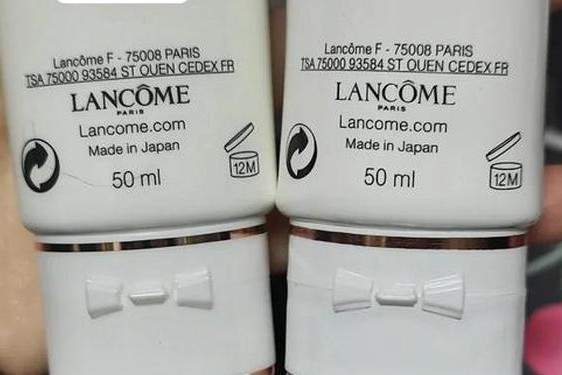 Lancôme F - 75008 PARIS
TSA 75000 93584 ST OUEN CEDEX FR
LANCÔME
PARIS
Lancome.com
Made in Japan
50 ml
12M
Lancôme F - 75008 PARIS
TSA 75000 93584 ST OUEN CEDEX FR
LANCÔME
PARIS
Lancome.com
Made in Japan
50 ml
12M